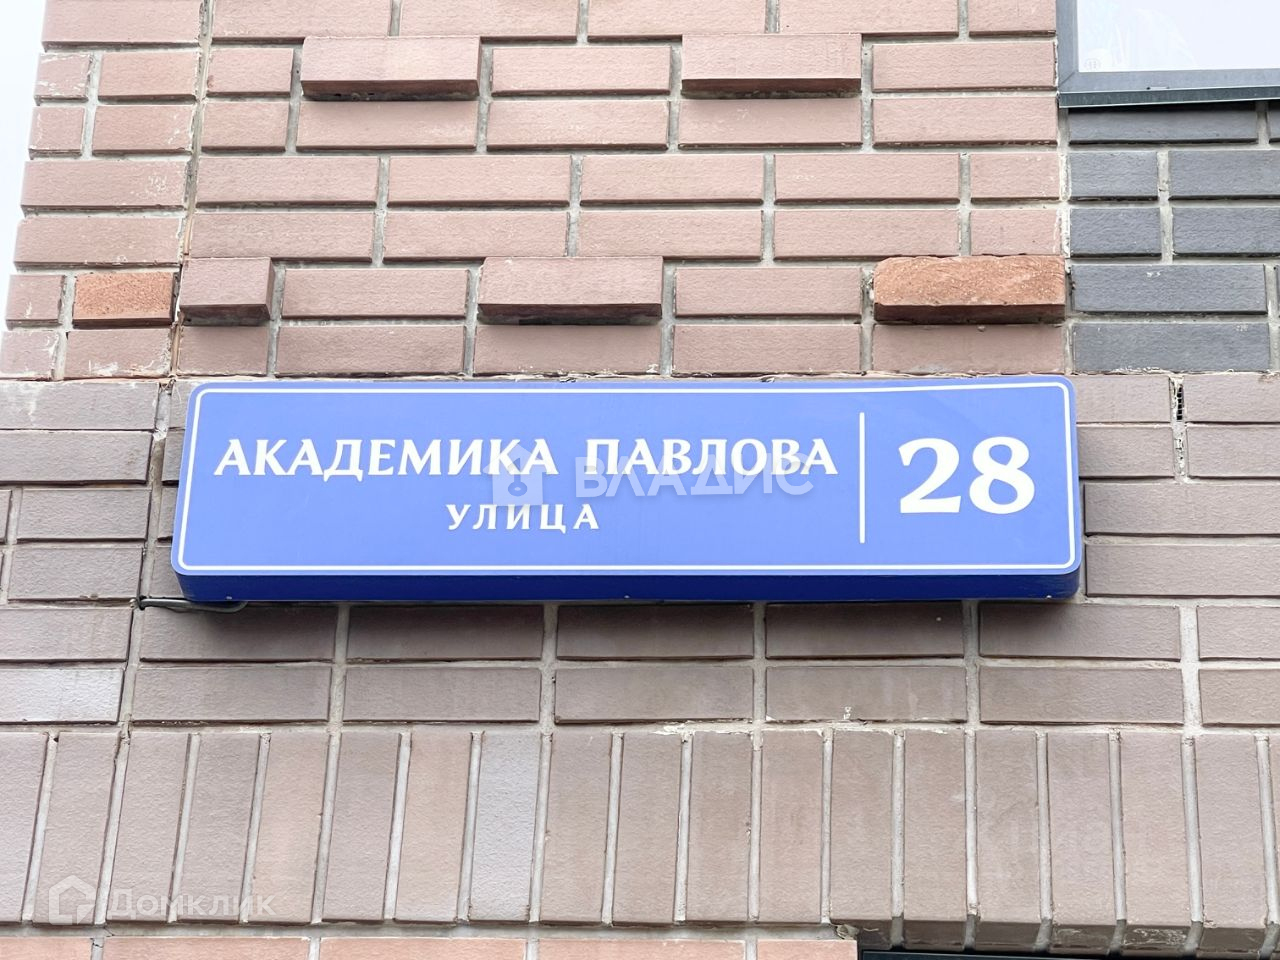 АКАДЕМИКА ПАВЛОВА
УЛИЦА
28
ВЛАДИС
Домклик